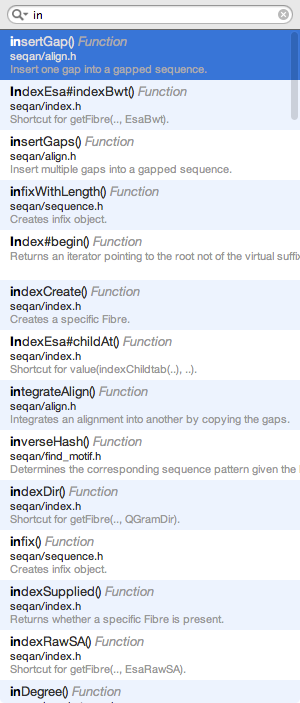 in
insertGap() Function
seqan/align.h
Insert one gap into a gapped sequence.
IndexEsa#indexBwt() Function
seqan/index.h
Shortcut for getFibre(.., EsaBwt).
insertGaps() Function
seqan/align.h
Insert multiple gaps into a gapped sequence.
infixWithLength() Function
seqan/sequence.h
Creates infix object.
Index#begin() Function
Returns an iterator pointing to the root not of the virtual suffix
indexCreate() Function
seqan/index.h
Creates a specific Fibre.
IndexEsa#childAt() Function
seqan/index.h
Shortcut for value(indexChildtab(..), ..).
integrateAlign() Function
seqan/align.h
Integrates an alignment into another by copying the gaps.
inverseHash() Function
seqan/find_motif.h
Determines the corresponding sequence pattern given the
indexDir() Function
seqan/index.h
Shortcut for getFibre(.., QGramDir).
infix() Function
seqan/sequence.h
Creates infix object.
indexSupplied() Function
seqan/index.h
Returns whether a specific Fibre is present.
indexRawSA() Function
seqan/index.h
Shortcut for getFibre(.., EsaRawSA).
inDegree() Function